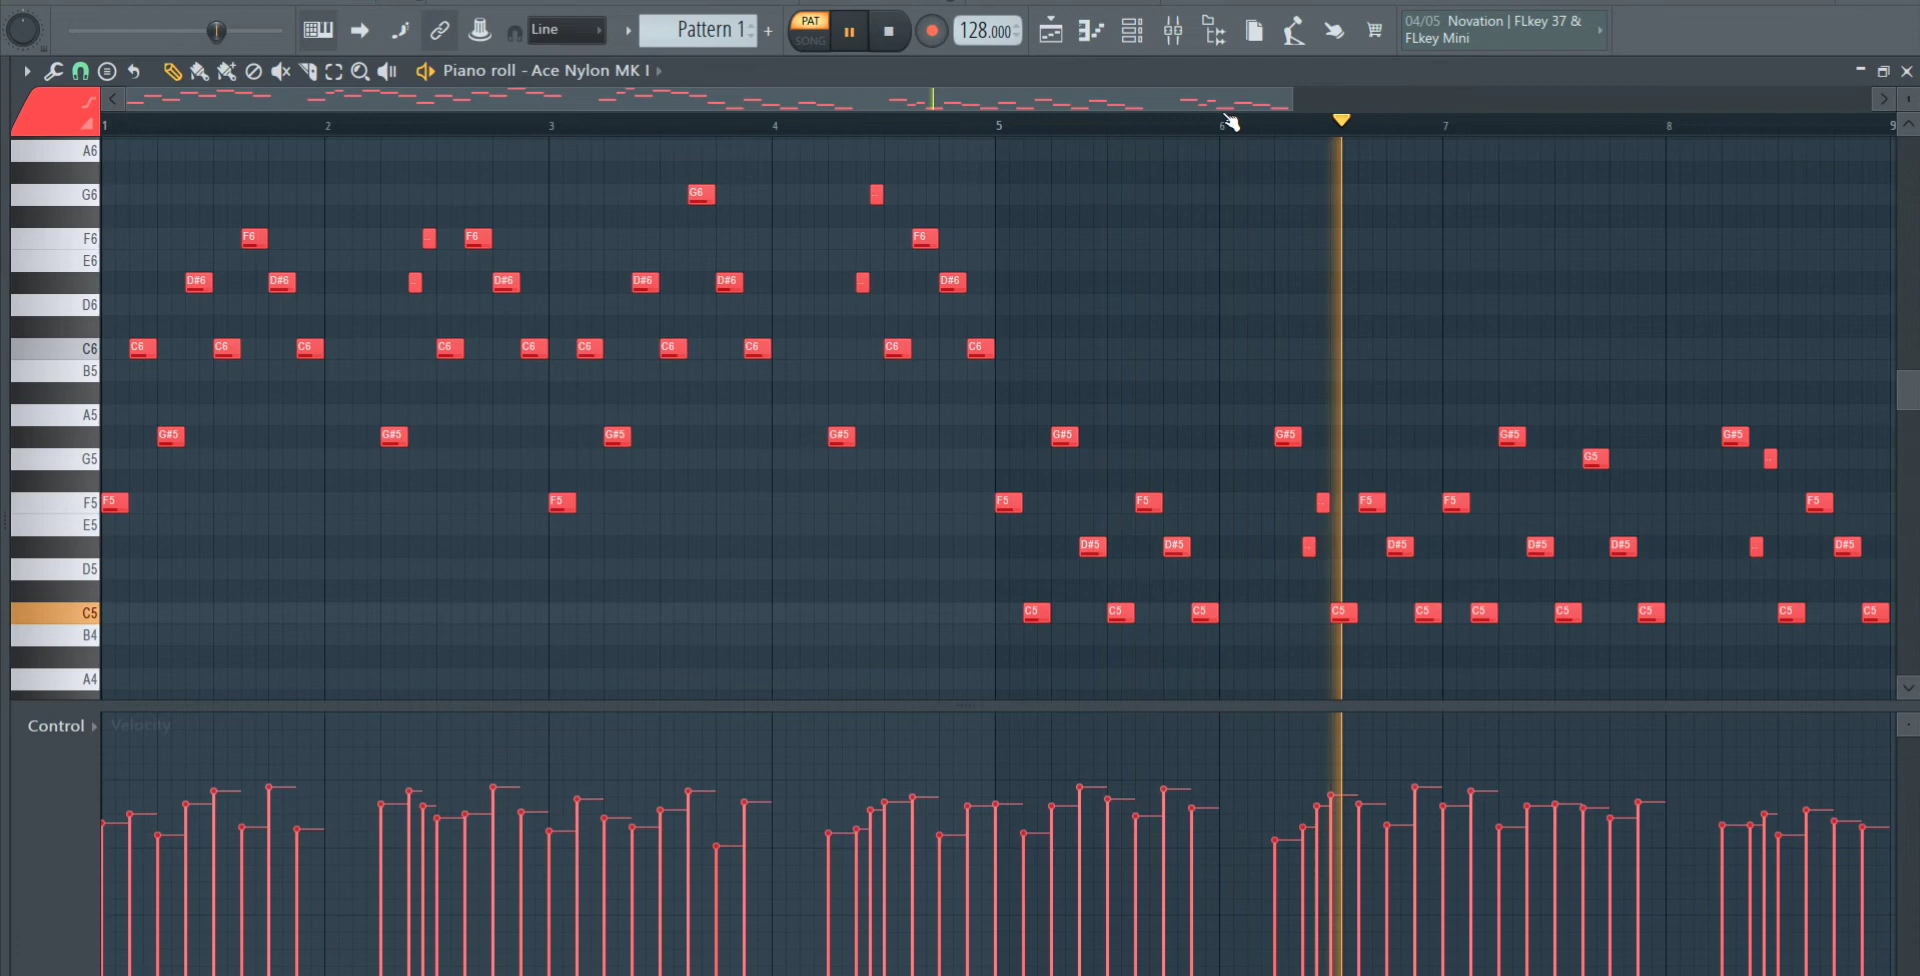 Line
Pattern 1
+
PAT
SONG
128.000
04/05 Novation | FLkey 37 &
FLkey Mini
Piano roll - Ace Nylon MK I
1 2 3 4 5 6 7 8 9
A6
G6 G6
F6 F6 F6 F6
E6
D#6 D#6 D#6 D#6 D#6 D#6
D6
C6 C6 C6 C6 C6 C6 C6 C6 C6 C6 C6
B5
A5
G#5 G#5 G#5 G#5 G#5 G#5 G#5 G#5
G5 G5
F5 F5 F5 F5 F5 F5 F5 F5
E5
D#5 D#5 D#5 D#5 D#5 D#5
D5
C5 C5 C5 C5 C5 C5 C5 C5 C5 C5 C5
B4
A4
Control Velocity